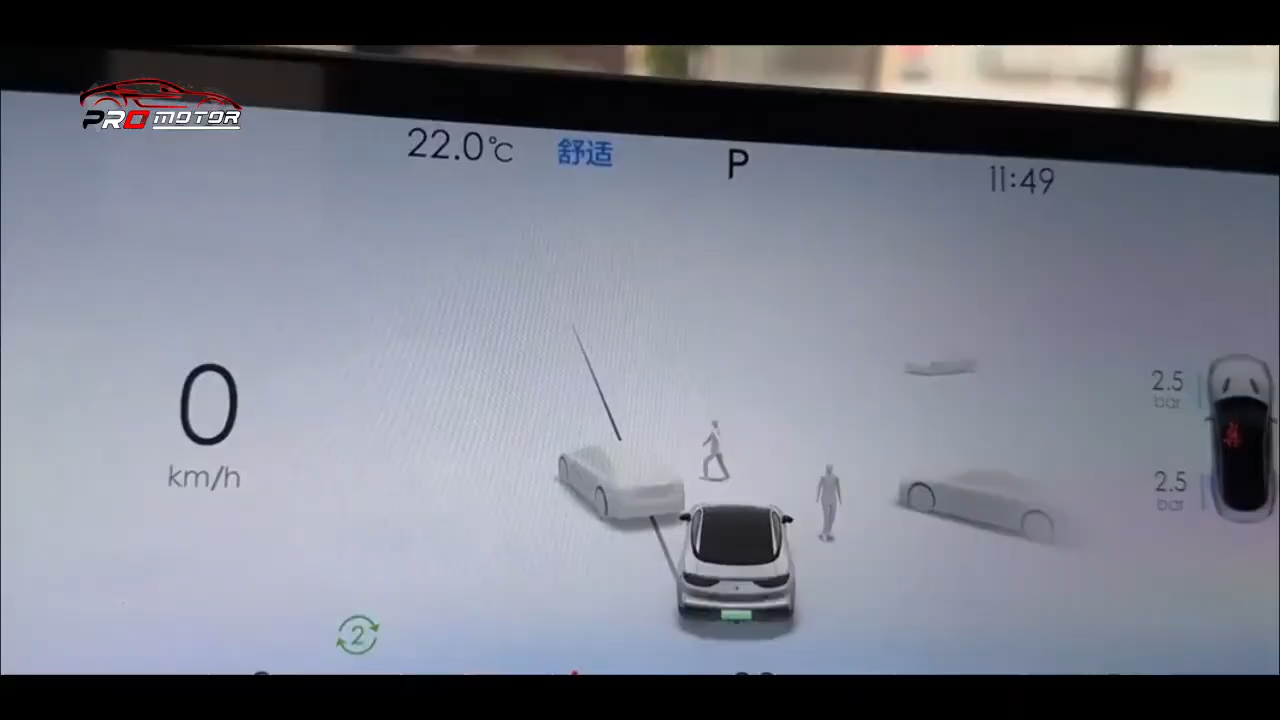 PRO MOTOR
22.0°C 舒适 P 11:49
0
km/h
2.5
bar
2.5
bar
2